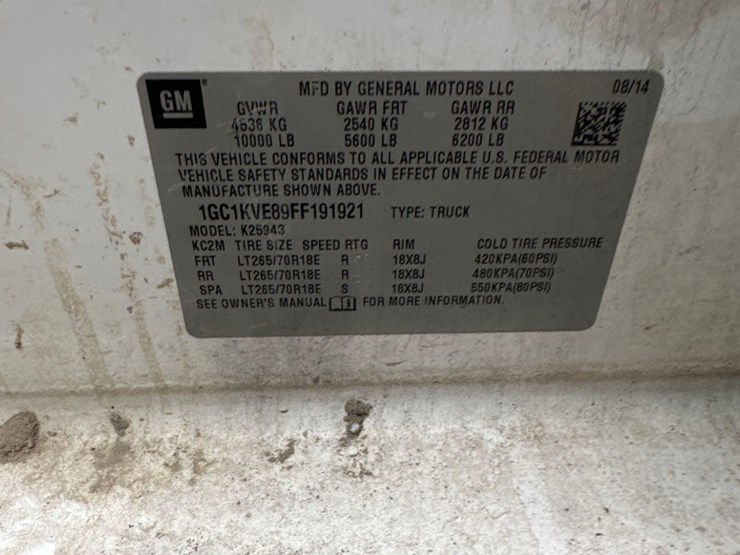 GM
MFD BY GENERAL MOTORS LLC 08/14
GVWR GAWR FRT GAWR RR
4536 KG 2540 KG 2812 KG
10000 LB 5600 LB 6200 LB
THIS VEHICLE CONFORMS TO ALL APPLICABLE U.S. FEDERAL MOTOR
VEHICLE SAFETY STANDARDS IN EFFECT ON THE DATE OF
MANUFACTURE SHOWN ABOVE.
1GC1KVE89FF191921 TYPE: TRUCK
MODEL: K25943
KC2M TIRE SIZE SPEED RTG RIM COLD TIRE PRESSURE
FRT LT265/70R18E R 18X8J 420KPA(60PSI)
RR LT265/70R18E R 18X8J 480KPA(70PSI)
SPA LT265/70R18E S 18X8J 550KPA(80PSI)
SEE OWNER'S MANUAL FOR MORE INFORMATION.